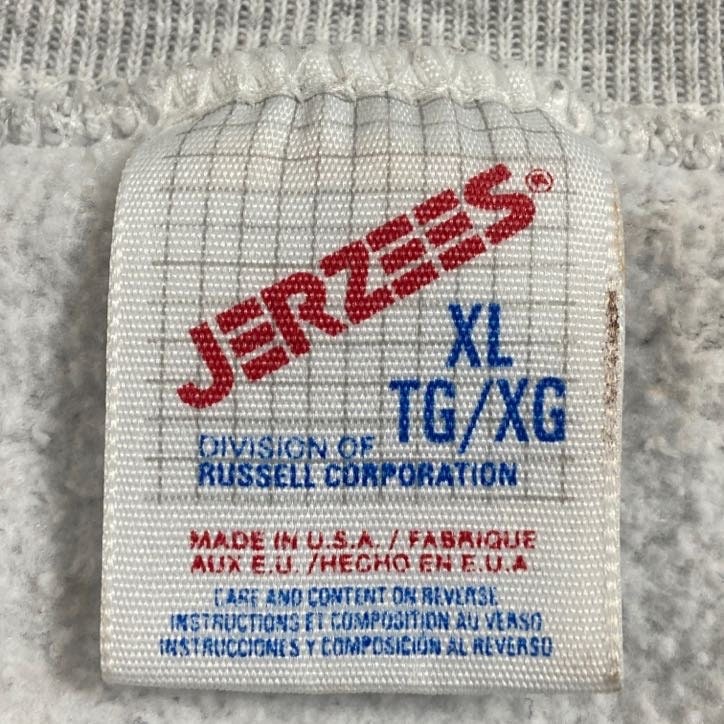 JERZEES®
XL
TG/XG
DIVISION OF
RUSSELL CORPORATION
MADE IN U.S.A. / FABRIQUE
AUX E.U. /HECHO EN E.U.A
CARE AND CONTENT ON REVERSE
INSTRUCTIONS ET COMPOSITION AU VERSO
INSTRUCCIONES Y COMPOSICIÓN AL REVERSO